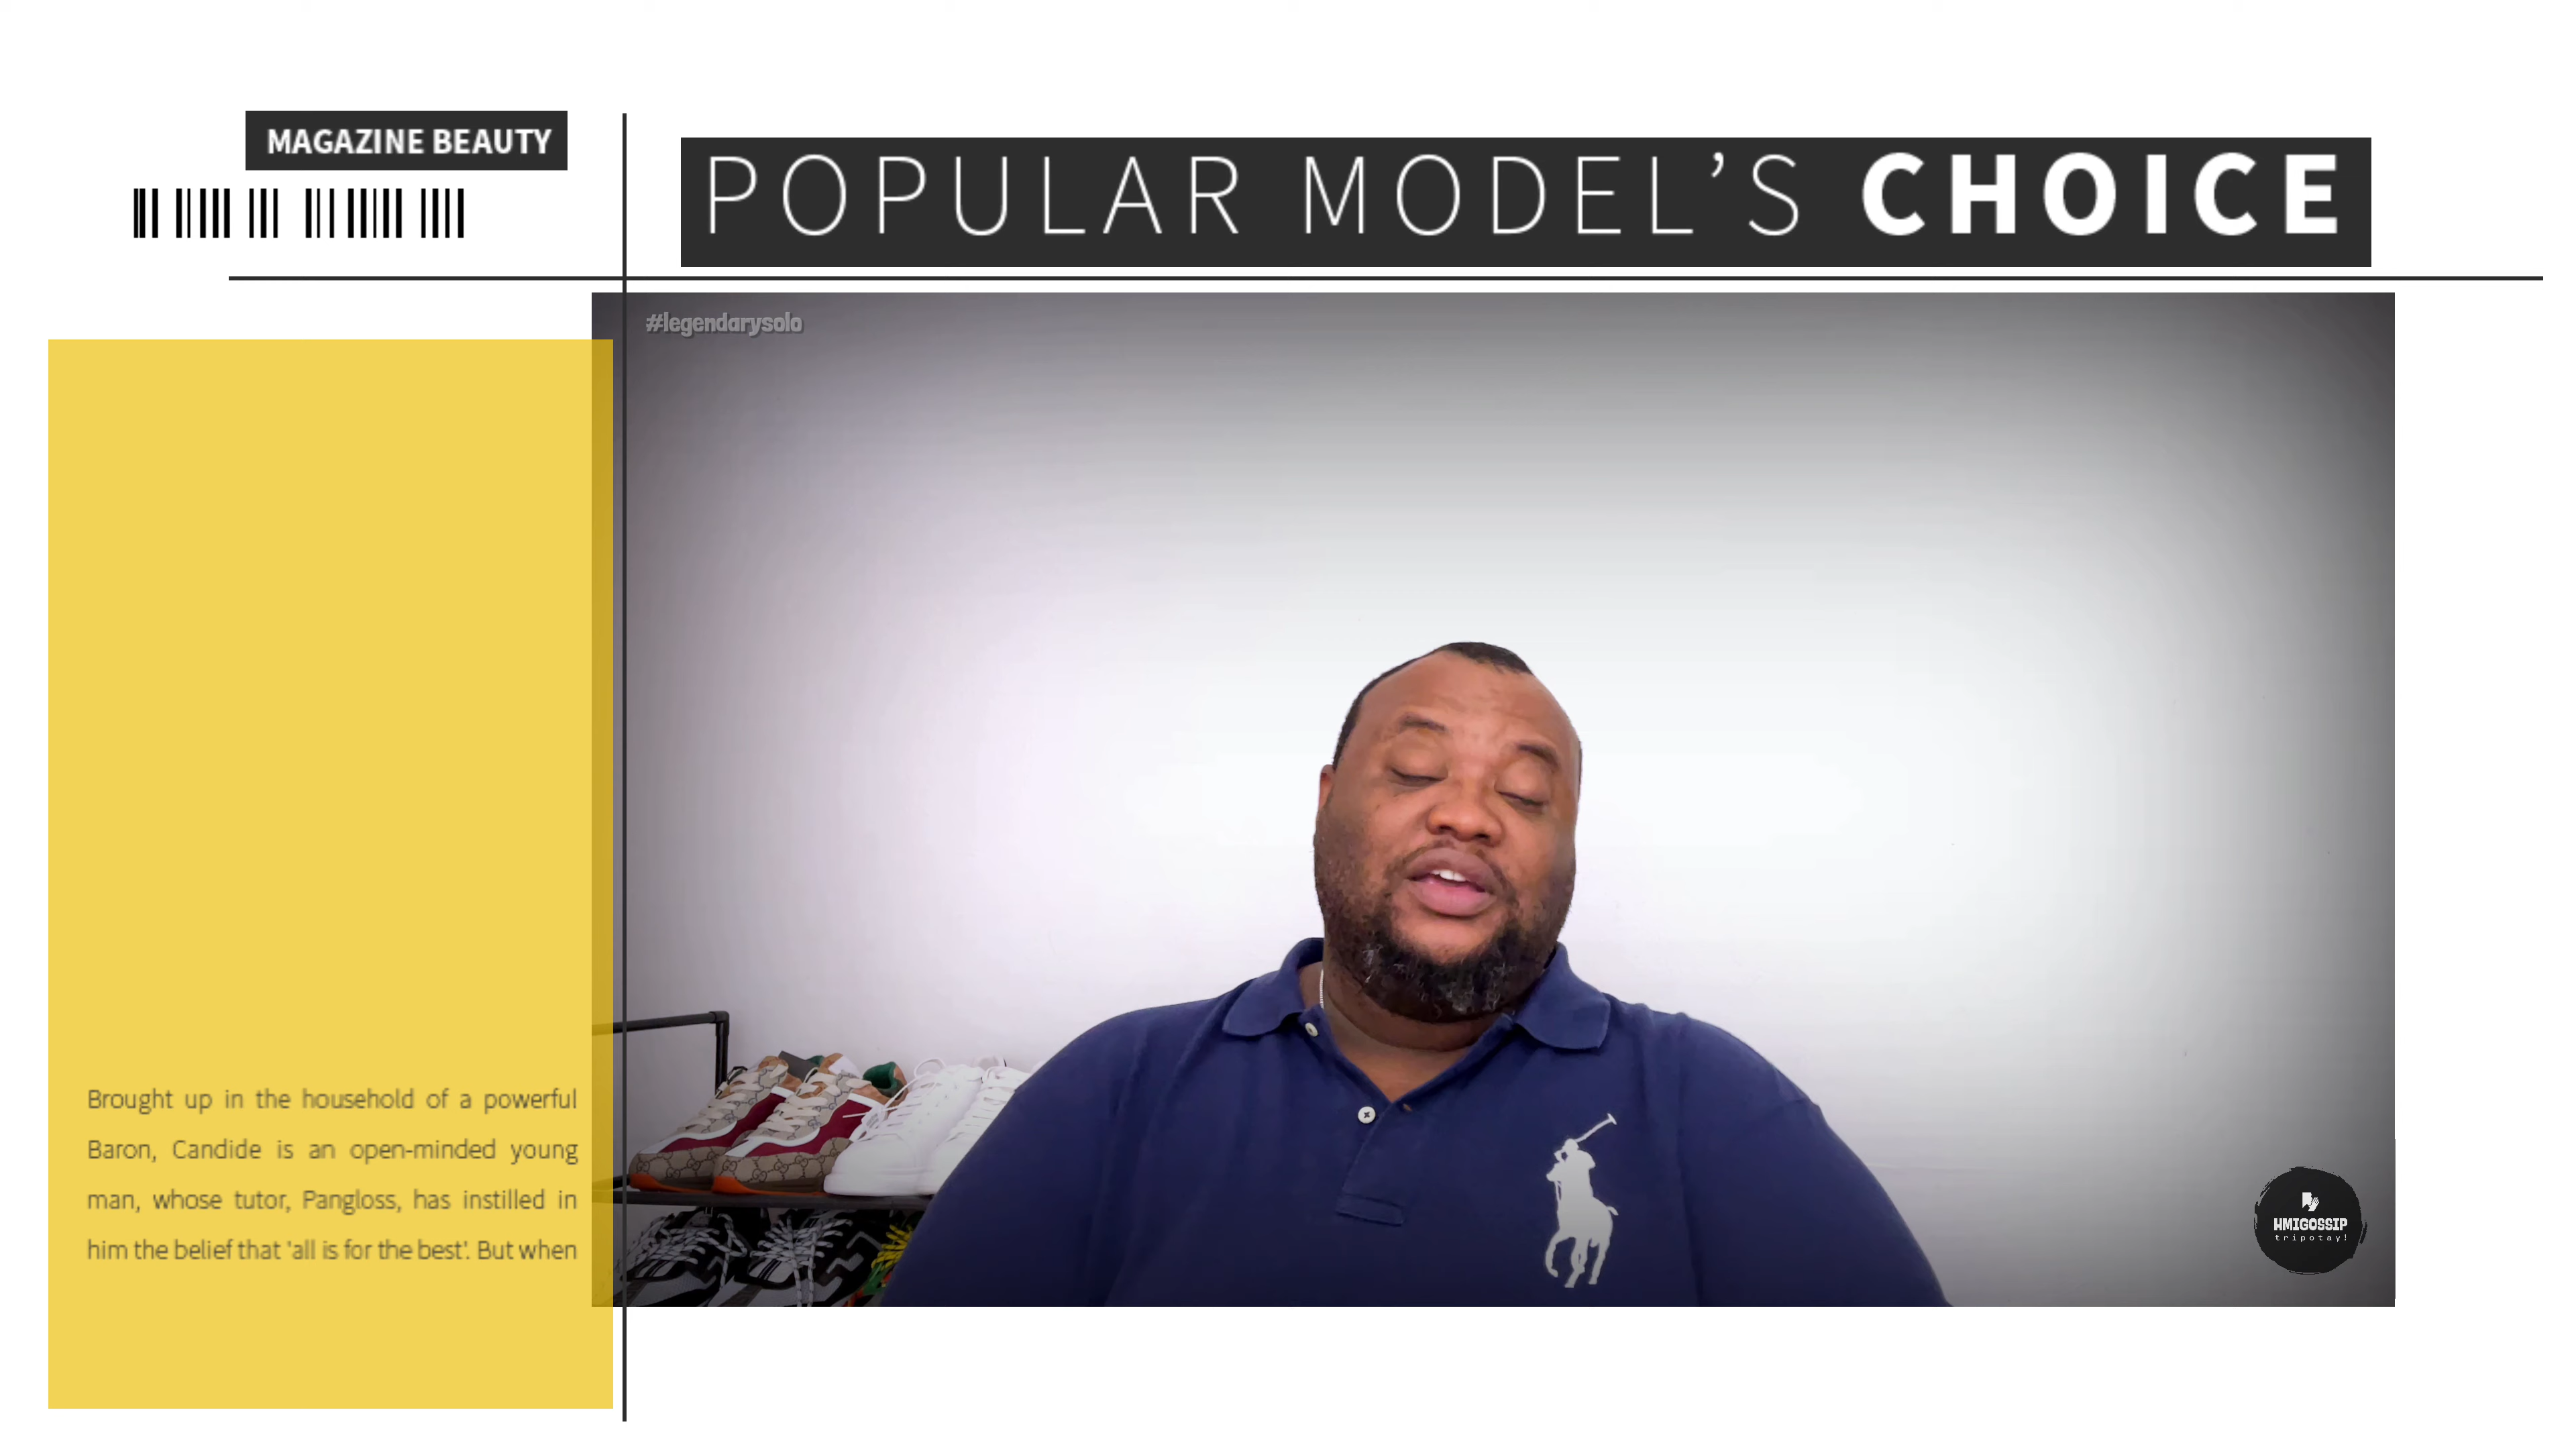 MAGAZINE BEAUTY
POPULAR MODEL’S CHOICE
#legendarysolo
Brought up in the household of a powerful
Baron, Candide is an open-minded young
man, whose tutor, Pangloss, has instilled in
him the belief that 'all is for the best'. But when
HMIGOSSIP
tripotay!